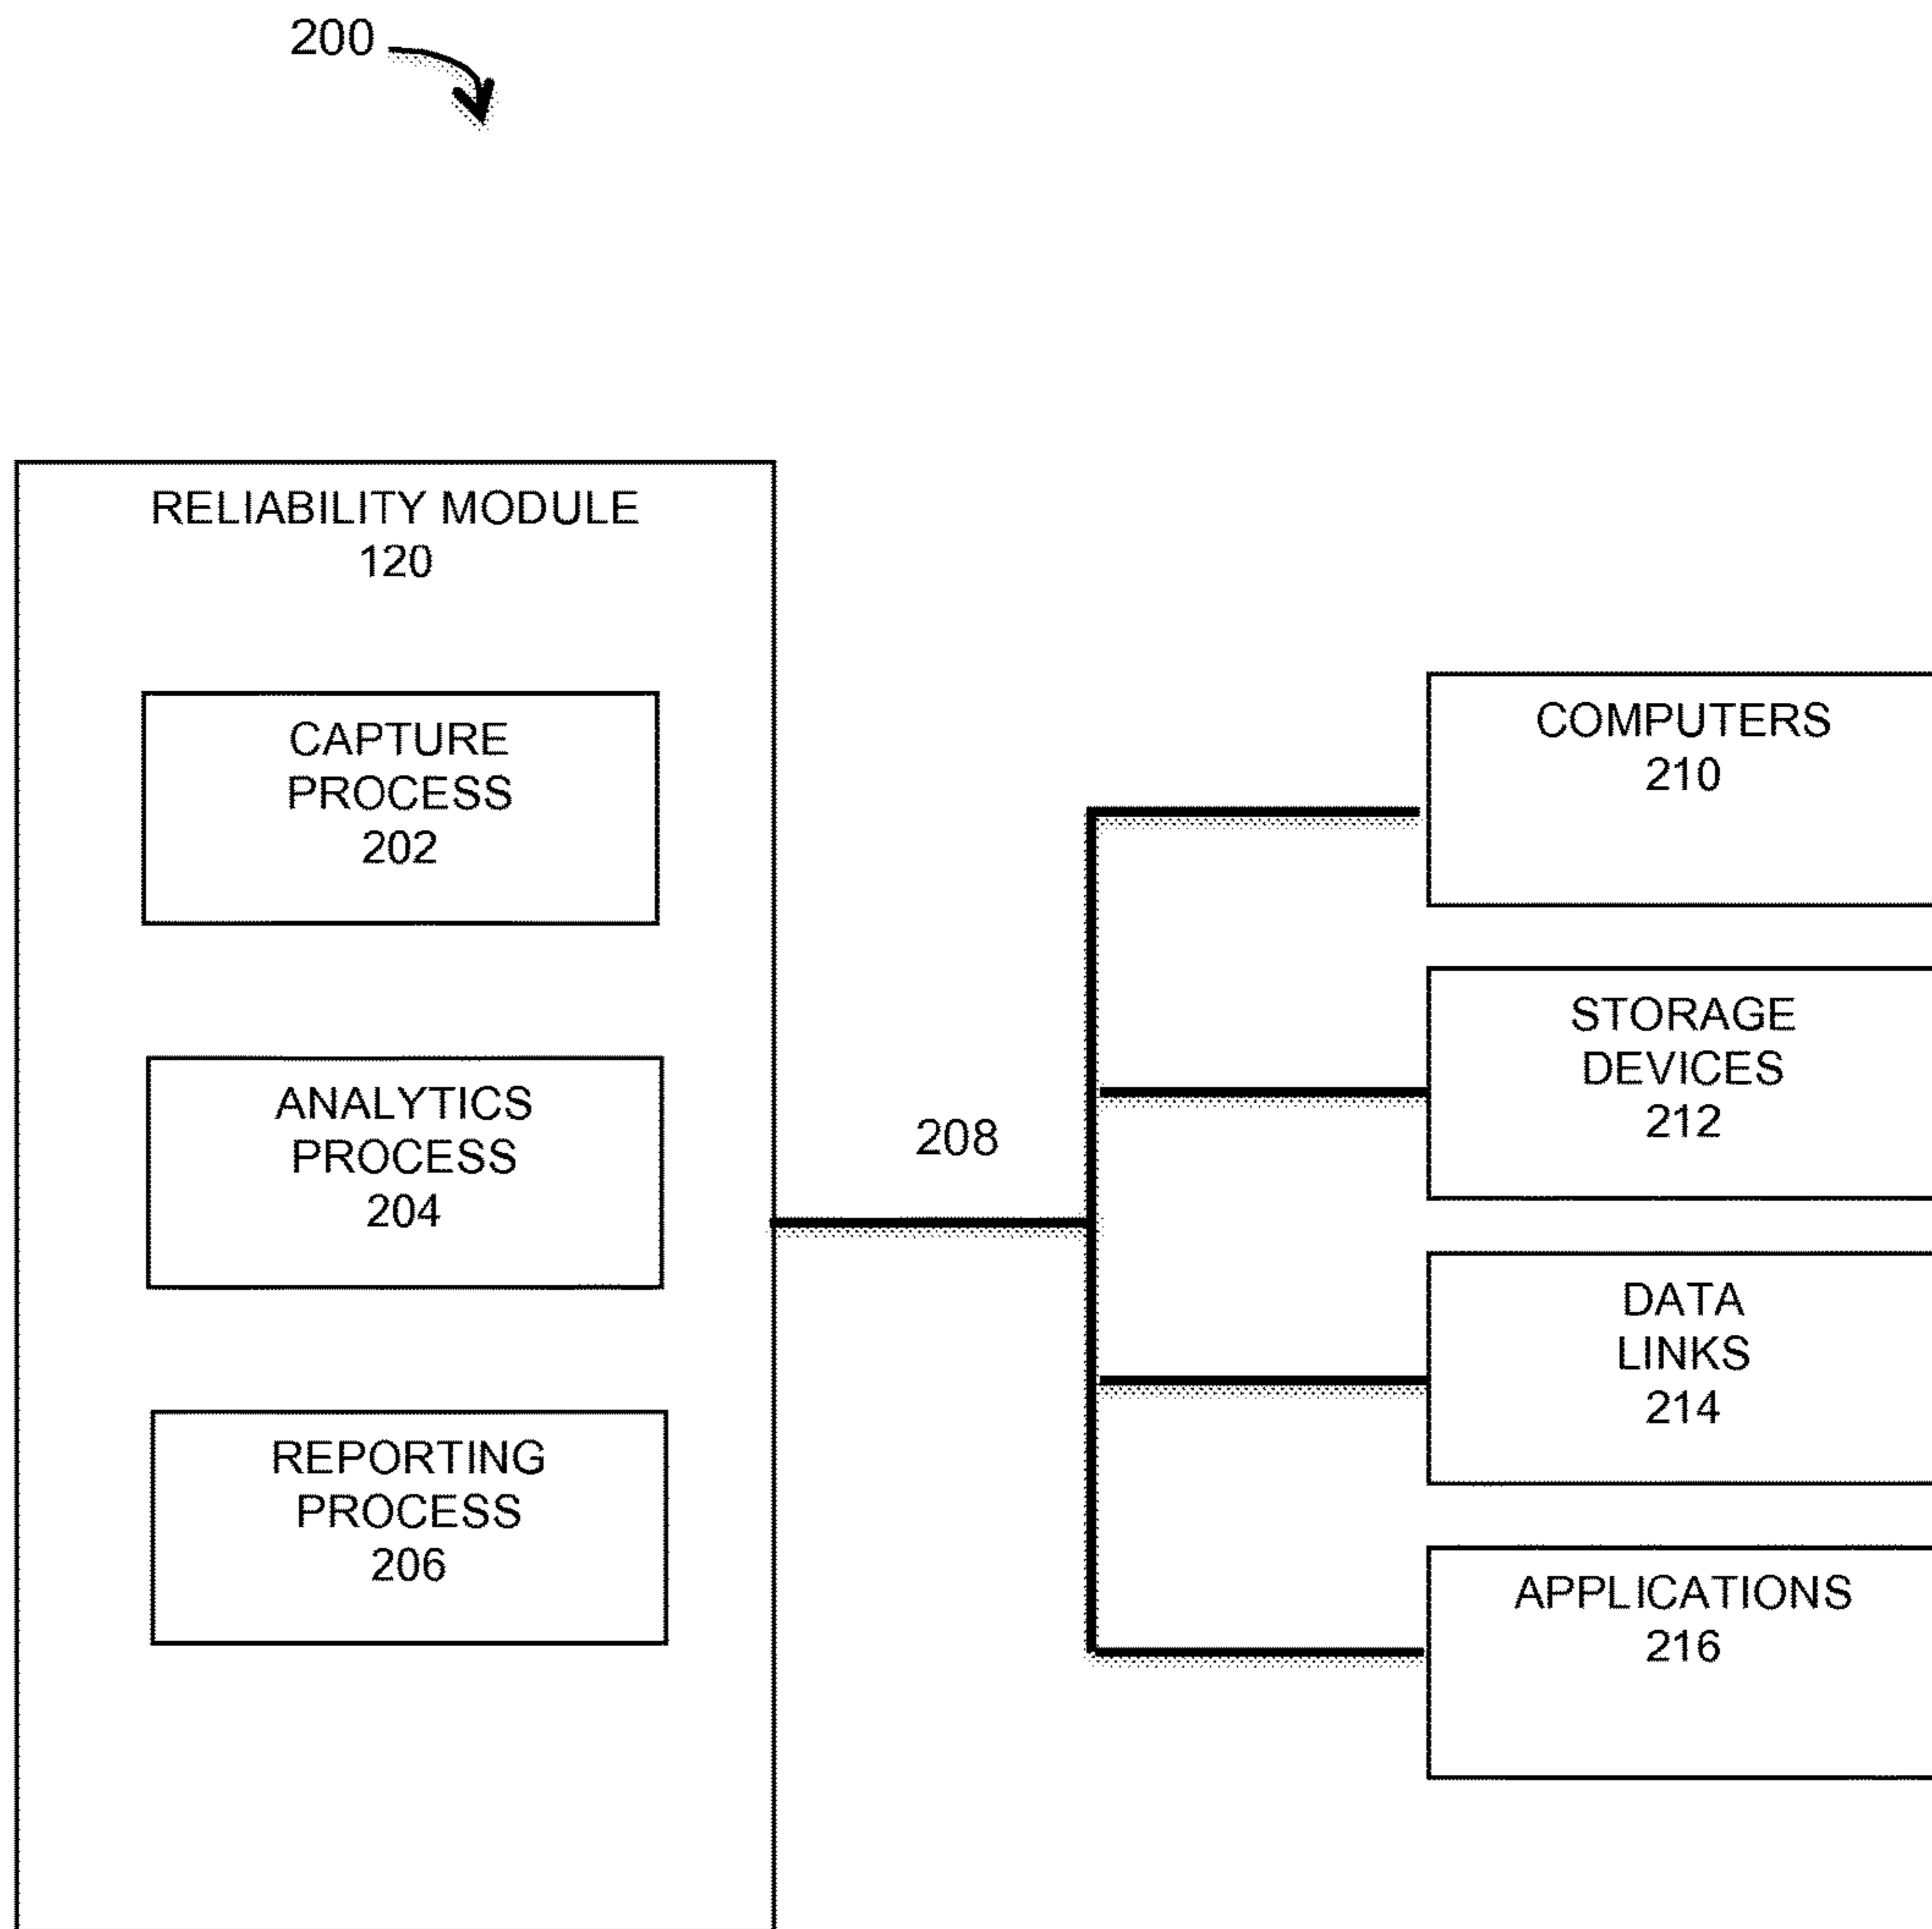 200
RELIABILITY MODULE
120
CAPTURE
PROCESS
202
ANALYTICS
PROCESS
204
REPORTING
PROCESS
206
208
COMPUTERS
210
STORAGE
DEVICES
212
DATA
LINKS
214
APPLICATIONS
216